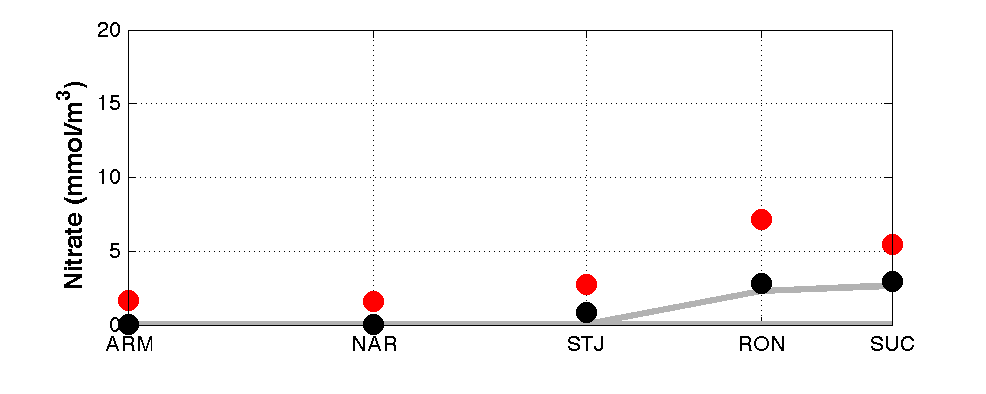 20
15
10
5
0
Nitrate (mmol/m³)
ARM NAR STJ RON SUC